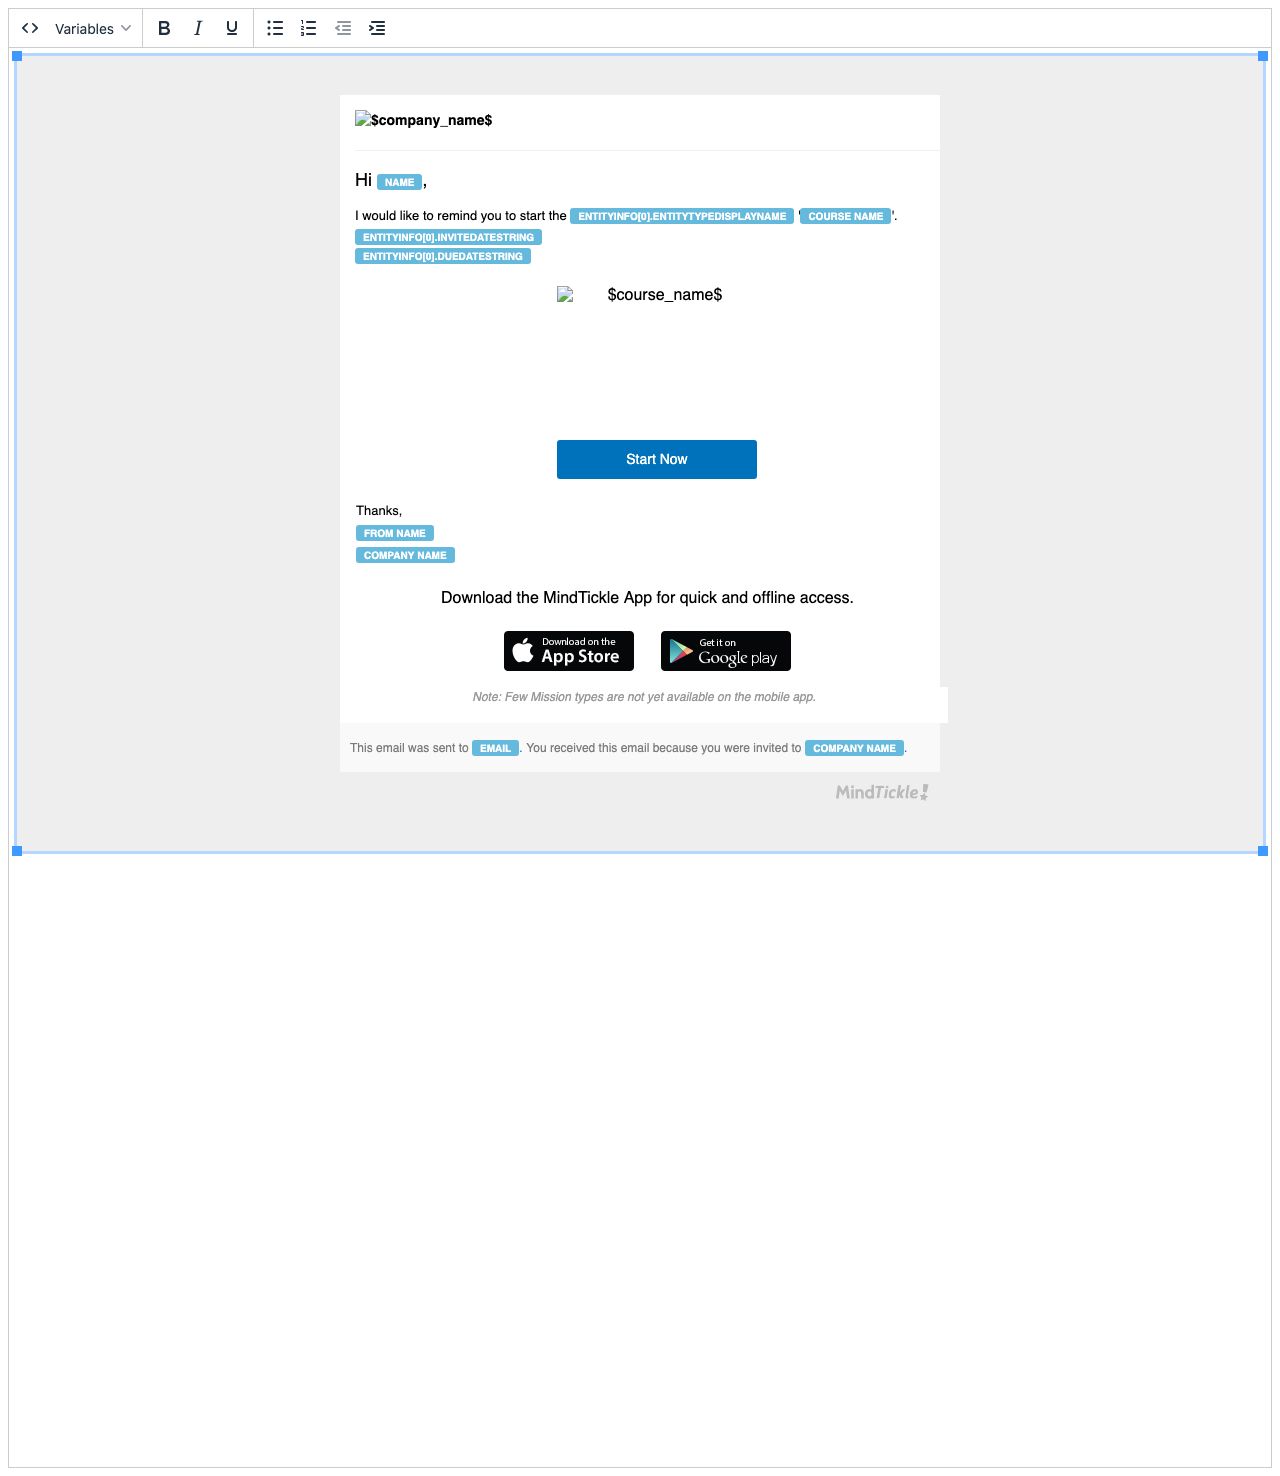 Variables
$company_name$
Hi NAME,
I would like to remind you to start the ENTITYINFO[0].ENTITYTYPEDISPLAYNAME 'COURSE NAME'.
ENTITYINFO[0].INVITEDATESTRING
ENTITYINFO[0].DUEDATESTRING
$course_name$
Start Now
Thanks,
FROM NAME
COMPANY NAME
Download the MindTickle App for quick and offline access.
Download on the App Store
Get it on Google play
Note: Few Mission types are not yet available on the mobile app.
This email was sent to EMAIL. You received this email because you were invited to COMPANY NAME.
MindTickle!